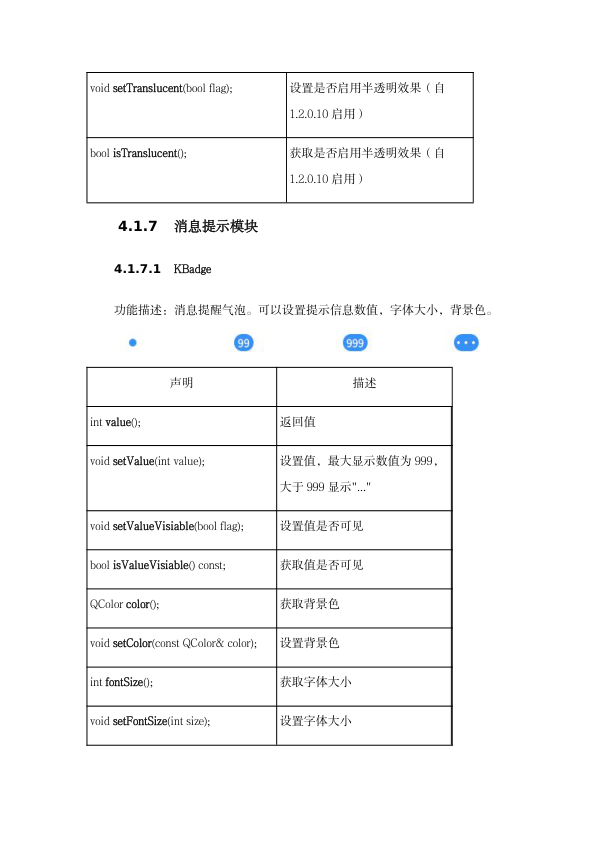 void setTranslucent(bool flag);
设置是否启用半透明效果（自
1.2.0.10 启用）
bool isTranslucent();
获取是否启用半透明效果（自
1.2.0.10 启用）
4.1.7 消息提示模块
4.1.7.1 KBadge
功能描述：消息提醒气泡。可以设置提示信息数值，字体大小，背景色。
99 999 •••
声明 描述
int value(); 返回值
void setValue(int value); 设置值，最大显示数值为 999，
大于 999 显示"..."
void setValueVisiable(bool flag); 设置值是否可见
bool isValueVisiable() const; 获取值是否可见
QColor color(); 获取背景色
void setColor(const QColor& color); 设置背景色
int fontSize(); 获取字体大小
void setFontSize(int size); 设置字体大小